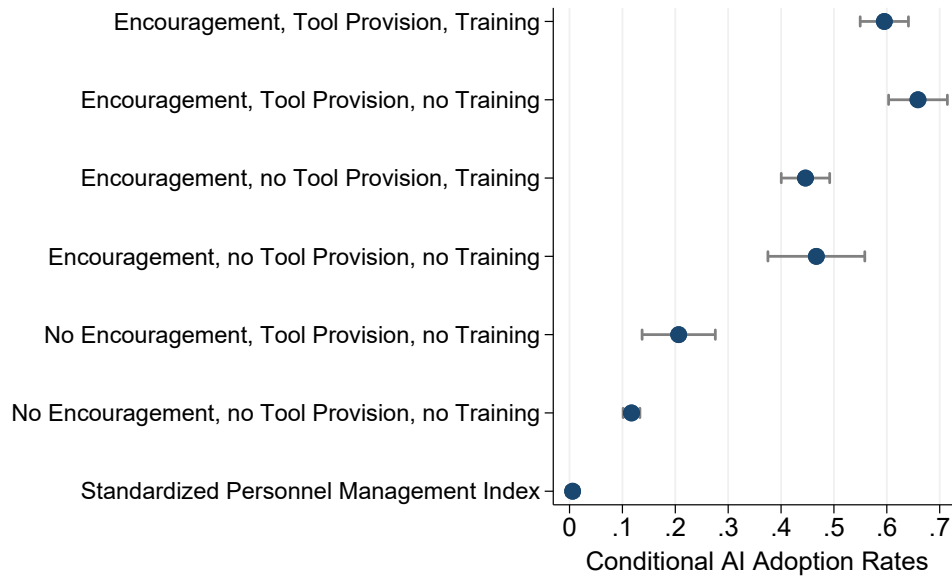 Encouragement, Tool Provision, Training
Encouragement, Tool Provision, no Training
Encouragement, no Tool Provision, Training
Encouragement, no Tool Provision, no Training
No Encouragement, Tool Provision, no Training
No Encouragement, no Tool Provision, no Training
Standardized Personnel Management Index
0 .1 .2 .3 .4 .5 .6 .7
Conditional AI Adoption Rates